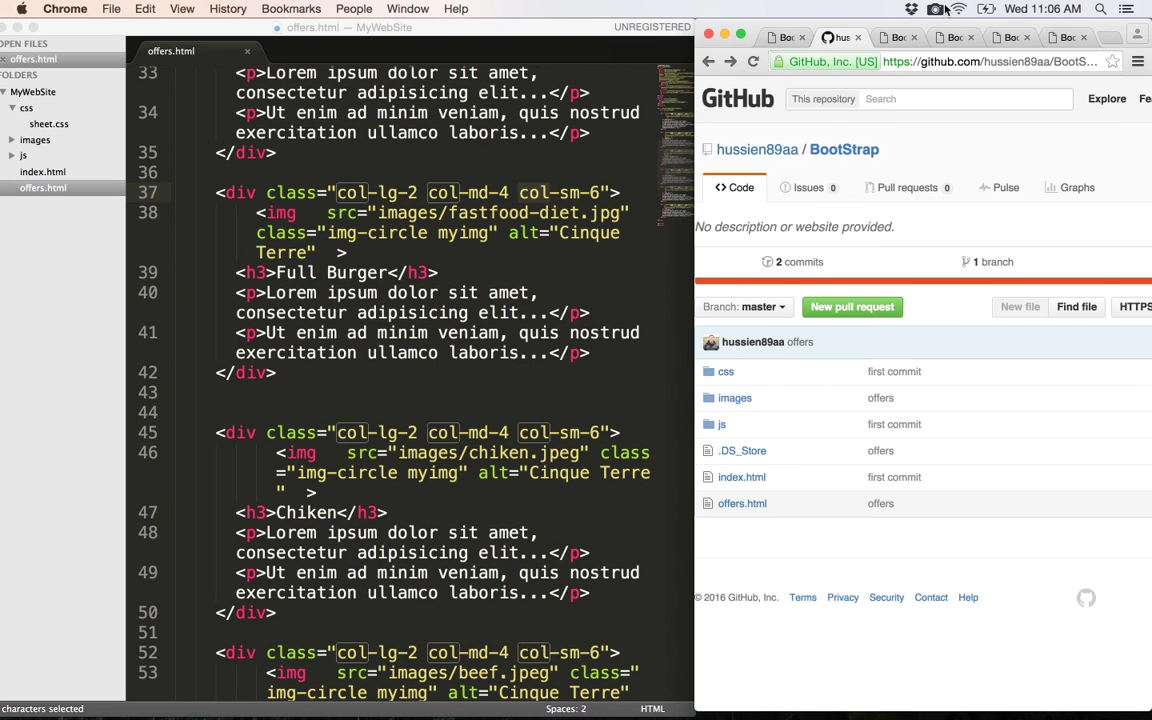 Chrome File Edit View History Bookmarks People Window Help Wed 11:06 AM
offers.html — MyWebSite UNREGISTERED
OPEN FILES
offers.html
FOLDERS
MyWebSite
css
sheet.css
images
js
index.html
offers.html
offers.html ×
33 <p>Lorem ipsum dolor sit amet,
consectetur adipisicing elit...</p>
34 <p>Ut enim ad minim veniam, quis nostrud
exercitation ullamco laboris...</p>
35 </div>
36
37 <div class="col-lg-2 col-md-4 col-sm-6">
38 <img src="images/fastfood-diet.jpg"
class="img-circle myimg" alt="Cinque
Terre" >
39 <h3>Full Burger</h3>
40 <p>Lorem ipsum dolor sit amet,
consectetur adipisicing elit...</p>
41 <p>Ut enim ad minim veniam, quis nostrud
exercitation ullamco laboris...</p>
42 </div>
43
44
45 <div class="col-lg-2 col-md-4 col-sm-6">
46 <img src="images/chiken.jpeg" class
="img-circle myimg" alt="Cinque Terre
" >
47 <h3>Chiken</h3>
48 <p>Lorem ipsum dolor sit amet,
consectetur adipisicing elit...</p>
49 <p>Ut enim ad minim veniam, quis nostrud
exercitation ullamco laboris...</p>
50 </div>
51
52 <div class="col-lg-2 col-md-4 col-sm-6">
53 <img src="images/beef.jpeg" class="
img-circle myimg" alt="Cinque Terre"
characters selected Spaces: 2 HTML
Boc × hus × Boc × Boc × Boc × Boc ×
GitHub, Inc. [US] https://github.com/hussien89aa/BootS...
GitHub This repository Search Explore Fea
hussien89aa / BootStrap
Code Issues 0 Pull requests 0 Pulse Graphs
No description or website provided.
2 commits 1 branch
Branch: master New pull request New file Find file HTTPS
hussien89aa offers
css first commit
images offers
js first commit
.DS_Store offers
index.html first commit
offers.html offers
© 2016 GitHub, Inc. Terms Privacy Security Contact Help